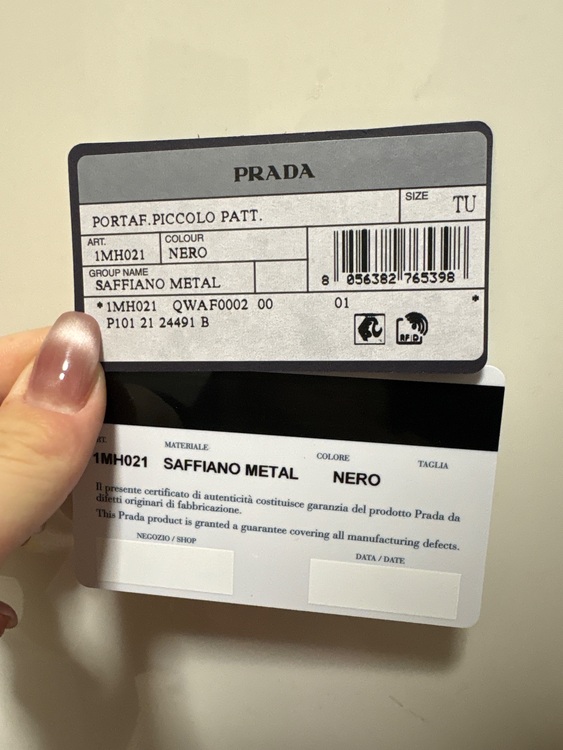 PRADA
PORTAF.PICCOLO PATT.
SIZE TU
ART. COLOUR
1MH021 NERO
GROUP NAME
SAFFIANO METAL
8 056382 765398
*1MH021 QWAF0002 00 01 *
P101 21 24491 B
RFiD
MATERIALE COLORE TAGLIA
1MH021 SAFFIANO METAL NERO
Il presente certificato di autenticità costituisce garanzia del prodotto Prada da
difetti originari di fabbricazione.
This Prada product is granted a guarantee covering all manufacturing defects.
NEGOZIO / SHOP DATA / DATE